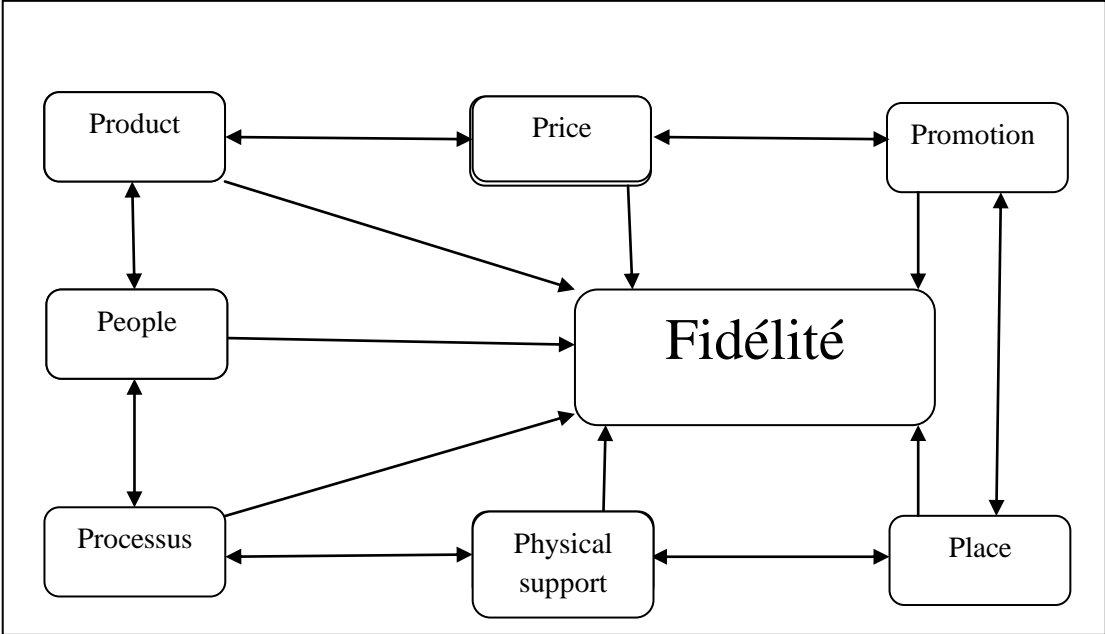 Product
Price
Promotion
People
Fidélité
Processus
Physical
support
Place